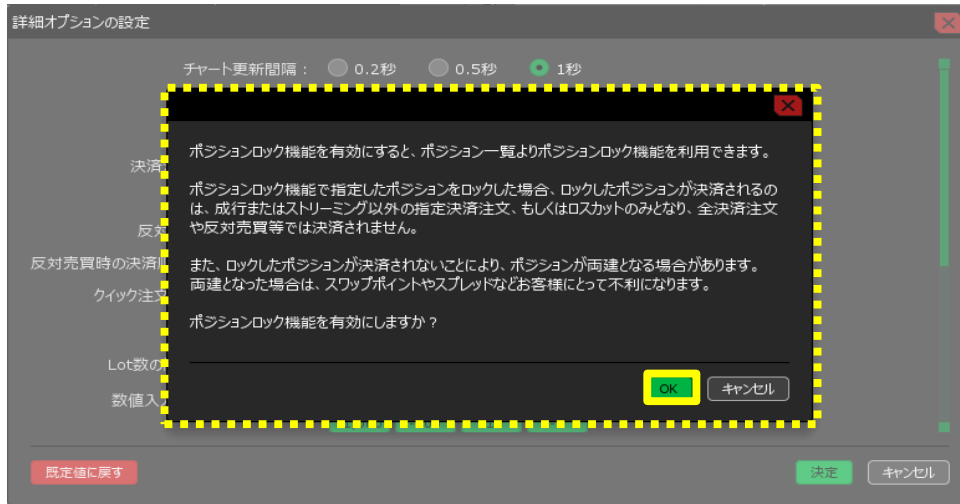 詳細オプションの設定
チャート更新間隔： 0.2秒 0.5秒 1秒
ポジションロック機能を有効にすると、ポジション一覧よりポジションロック機能を利用できます。
決済
ポジションロック機能で指定したポジションをロックした場合、ロックしたポジションが決済されるの
は、成行またはストリーミング以外の指定決済注文、もしくはロスカットのみとなり、全決済注文
や反対売買等では決済されません。
反対
反対売買時の決済
また、ロックしたポジションが決済されないことにより、ポジションが両建となる場合があります。
両建となった場合は、スワップポイントやスプレッドなどお客様にとって不利になります。
クイック注文
ポジションロック機能を有効にしますか？
Lot数の
数値入
OK キャンセル
既定値に戻す 決定 キャンセル